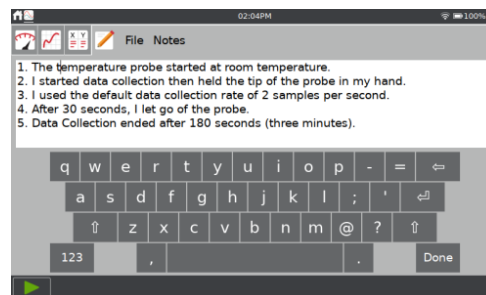 02:04PM
100%
X Y
File Notes
1. The temperature probe started at room temperature.
2. I started data collection then held the tip of the probe in my hand.
3. I used the default data collection rate of 2 samples per second.
4. After 30 seconds, I let go of the probe.
5. Data Collection ended after 180 seconds (three minutes).
q w e r t y u i o p - =
a s d f g h j k l ; '
z x c v b n m @ ?
123 , . Done